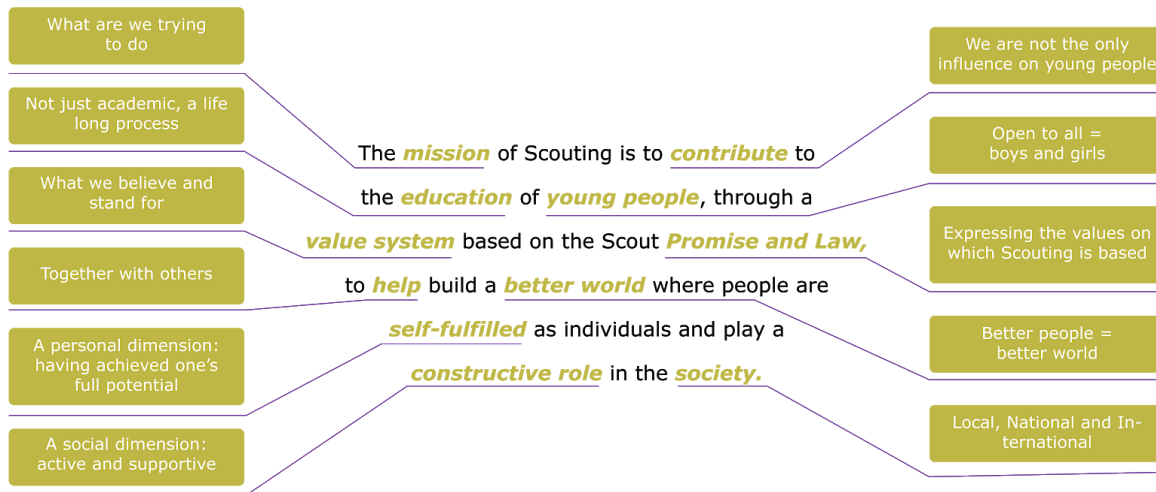 What are we trying
to do
Not just academic, a life
long process
What we believe and
stand for
Together with others
A personal dimension:
having achieved one's
full potential
A social dimension:
active and supportive
The mission of Scouting is to contribute to
the education of young people, through a
value system based on the Scout Promise and Law,
to help build a better world where people are
self-fulfilled as individuals and play a
constructive role in the society.
We are not the only
influence on young people
Open to all =
boys and girls
Expressing the values on
which Scouting is based
Better people =
better world
Local, National and In-
ternational